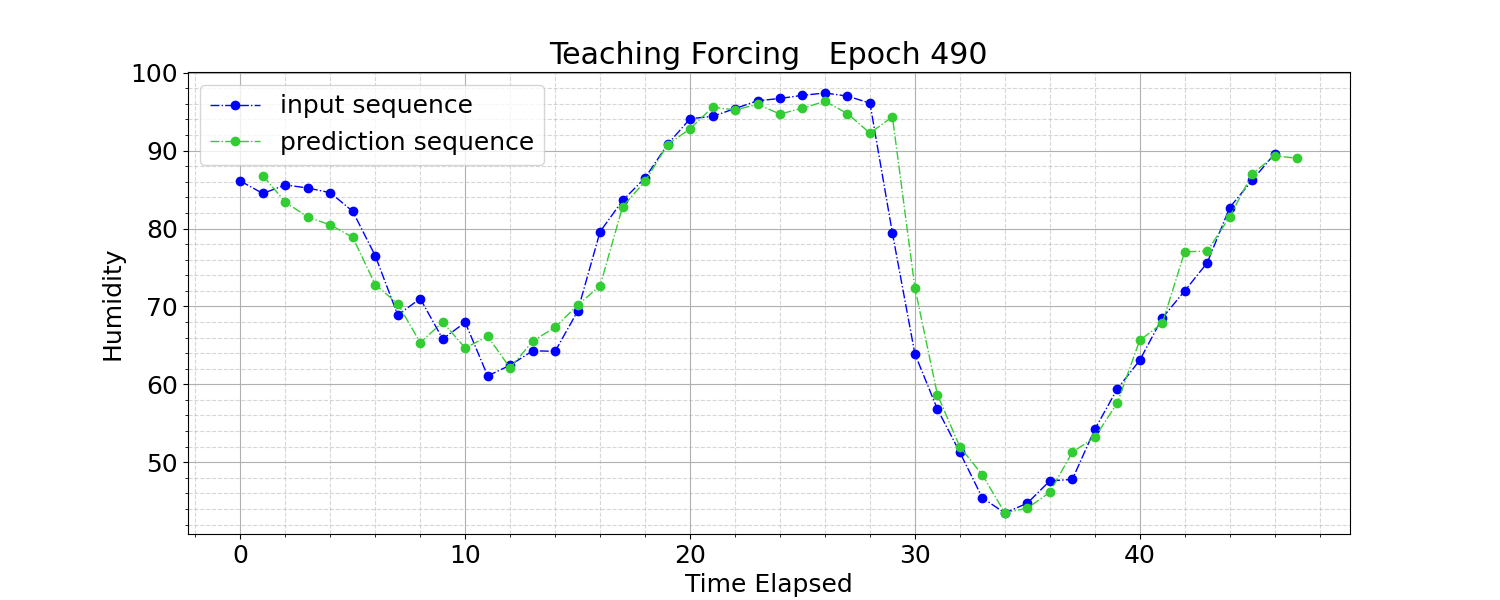 Teaching Forcing   Epoch 490
100
90
80
70
60
50
Humidity
input sequence
prediction sequence
0 10 20 30 40
Time Elapsed